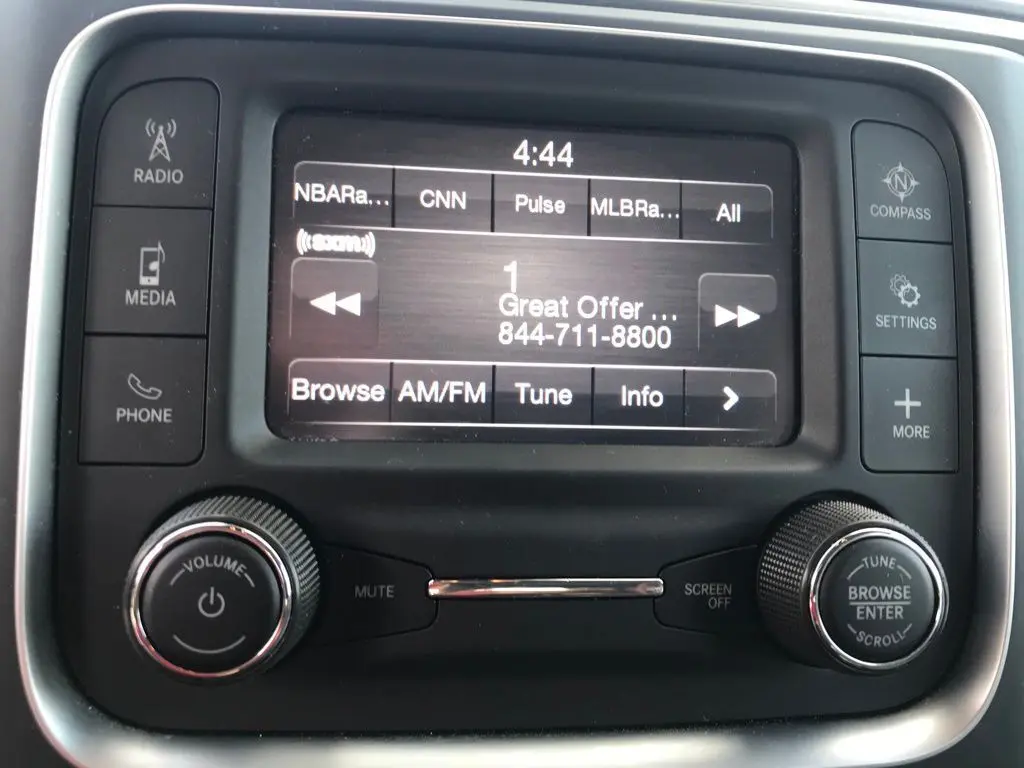 4:44
NBARa... CNN Pulse MLBRa... All
((sxm))
1
Great Offer ...
844-711-8800
Browse AM/FM Tune Info >
RADIO
MEDIA
PHONE
N
COMPASS
SETTINGS
+
MORE
VOLUME
MUTE
SCREEN
OFF
TUNE
BROWSE
ENTER
SCROLL